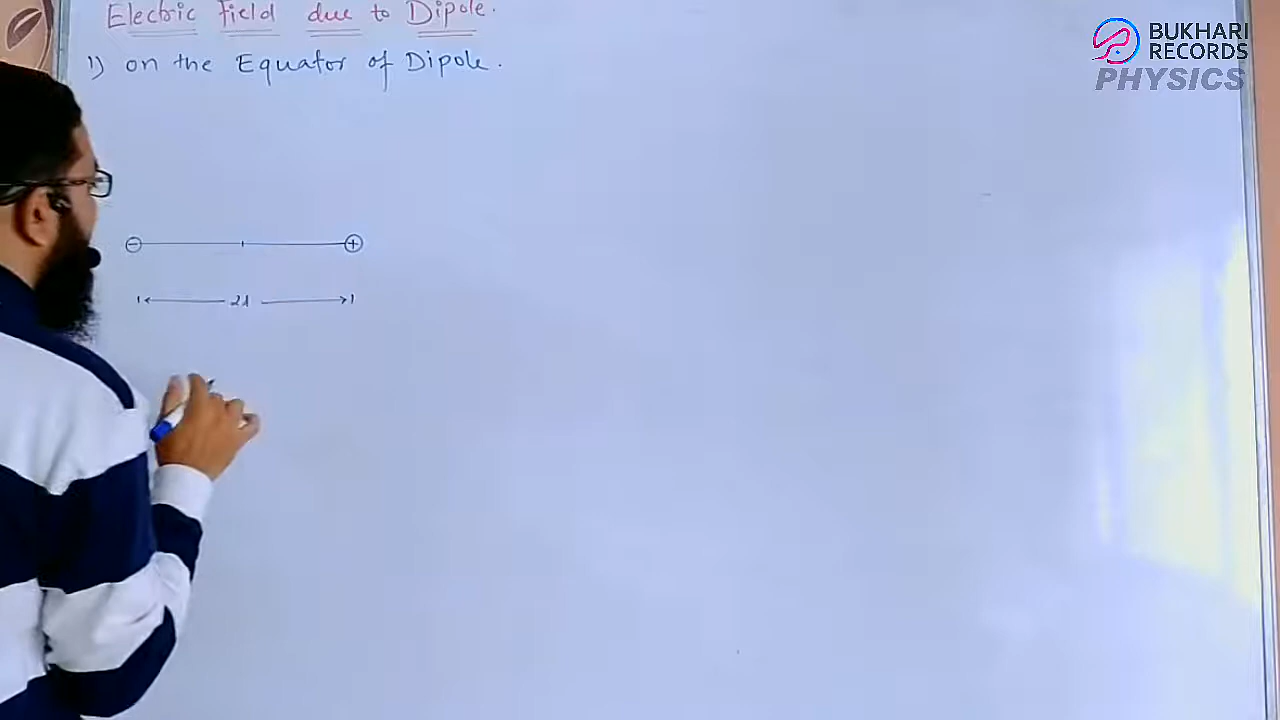 Electric Field due to Dipole.
1) on the Equator of Dipole.
- +
2l
BUKHARI
RECORDS
PHYSICS